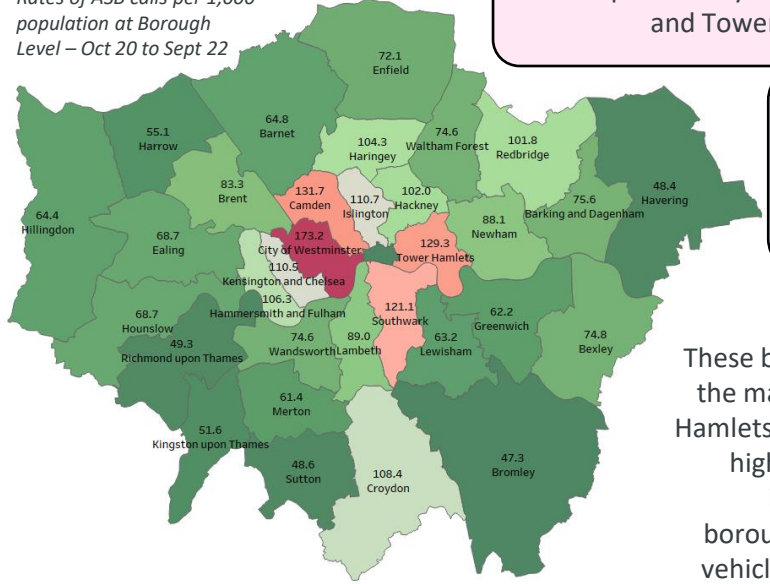 Rates of ASB calls per 1,000
population at Borough
Level – Oct 20 to Sept 22
and Tower
72.1
Enfield
64.8
Barnet
55.1
Harrow
104.3
Haringey
74.6
Waltham Forest
101.8
Redbridge
48.4
Havering
83.3
Brent
131.7
Camden
110.7
Islington
102.0
Hackney
75.6
Barking and Dagenham
64.4
Hillingdon
68.7
Ealing
173.2
City of Westminster
129.3
Tower Hamlets
88.1
Newham
110.5
Kensington and Chelsea
106.3
Hammersmith and Fulham
68.7
Hounslow
49.3
Richmond upon Thames
74.6
Wandsworth
89.0
Lambeth
121.1
Southwark
63.2
Lewisham
62.2
Greenwich
74.8
Bexley
61.4
Merton
51.6
Kingston upon Thames
48.6
Sutton
108.4
Croydon
47.3
Bromley
These b
the ma
Hamlets
high
borou
vehicl